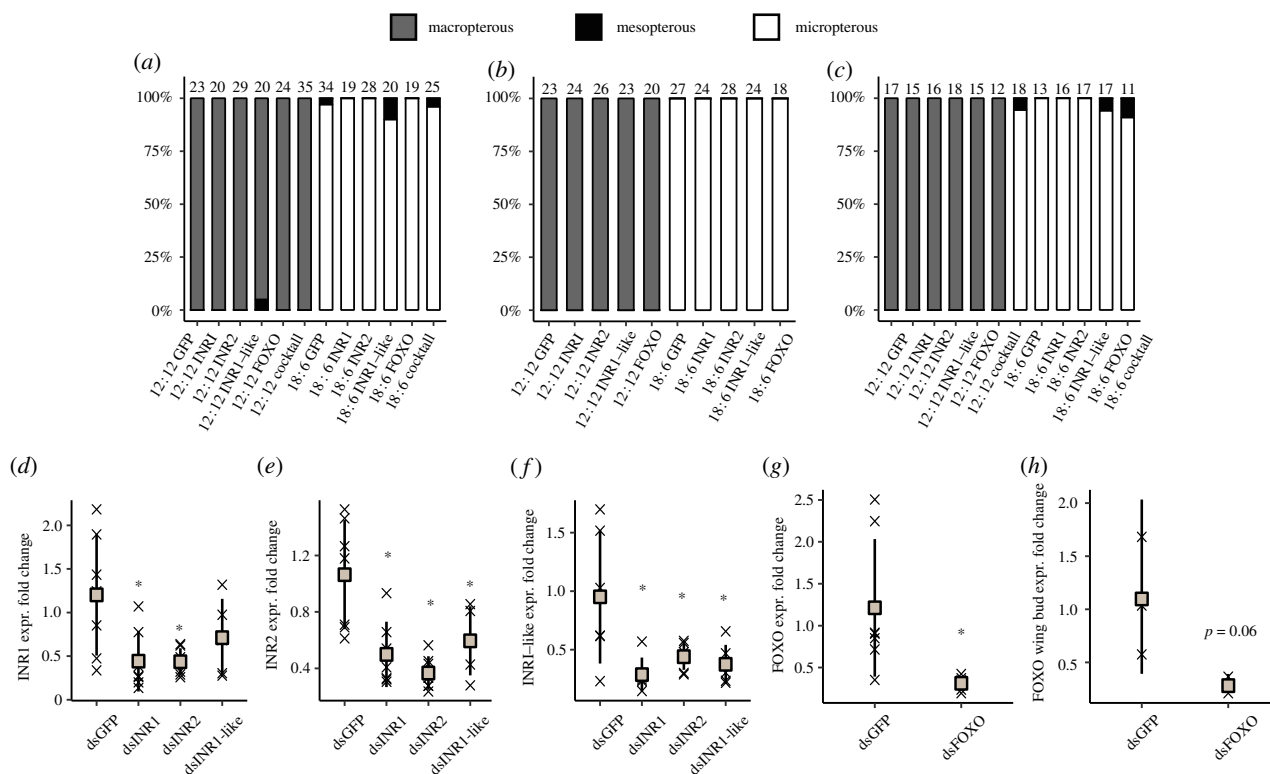 macropterous
mesopterous
micropterous
(a)
23 20 29 20 24 35 34 19 28 20 19 25
100%
75%
50%
25%
0%
12 : 12 GFP
12 : 12 INRI
12 : 12 INR2
12 : 12 INR1–like
12 : 12 FOXO
12 : 12 cocktall
18 : 6 GFP
18 : 6 INR1
18 : 6 INR2
18 : 6 INR1–like
18 : 6 FOXO
18 : 6 cocktall
(b)
23 24 26 23 20 27 24 28 24 18
100%
75%
50%
25%
0%
12 : 12 GFP
12 : 12 INRI
12 : 12 INR2
12 : 12 INR1–like
12 : 12 FOXO
18 : 6 GFP
18 : 6 INR1
18 : 6 INR2
18 : 6 INR1–like
18 : 6 FOXO
(c)
17 15 16 18 15 12 18 13 16 17 17 11
100%
75%
50%
25%
0%
12 : 12 GFP
12 : 12 INRI
12 : 12 INR2
12 : 12 INR1–like
12 : 12 FOXO
12 : 12 cocktall
18 : 6 GFP
18 : 6 INR1
18 : 6 INR2
18 : 6 INR1–like
18 : 6 FOXO
18 : 6 cocktall
(d)
INR1 expr. fold change
2.0
1.5
1.0
0.5
0
*
*
dsGFP
dsINR1
dsINR2
dsINR1-like
(e)
INR2 expr. fold change
1.2
0.8
0.4
*
*
*
dsGFP
dsINR1
dsINR2
dsINR1-like
(f)
INRI–like expr. fold change
1.5
1.0
0.5
*
*
*
dsGFP
dsINR1
dsINR2
dsINR1-like
(g)
FOXO expr. fold change
2.5
2.0
1.5
1.0
0.5
*
dsGFP
dsFOXO
(h)
FOXO wing bud expr. fold change
2.0
1.5
1.0
0.5
p = 0.06
dsGFP
dsFOXO